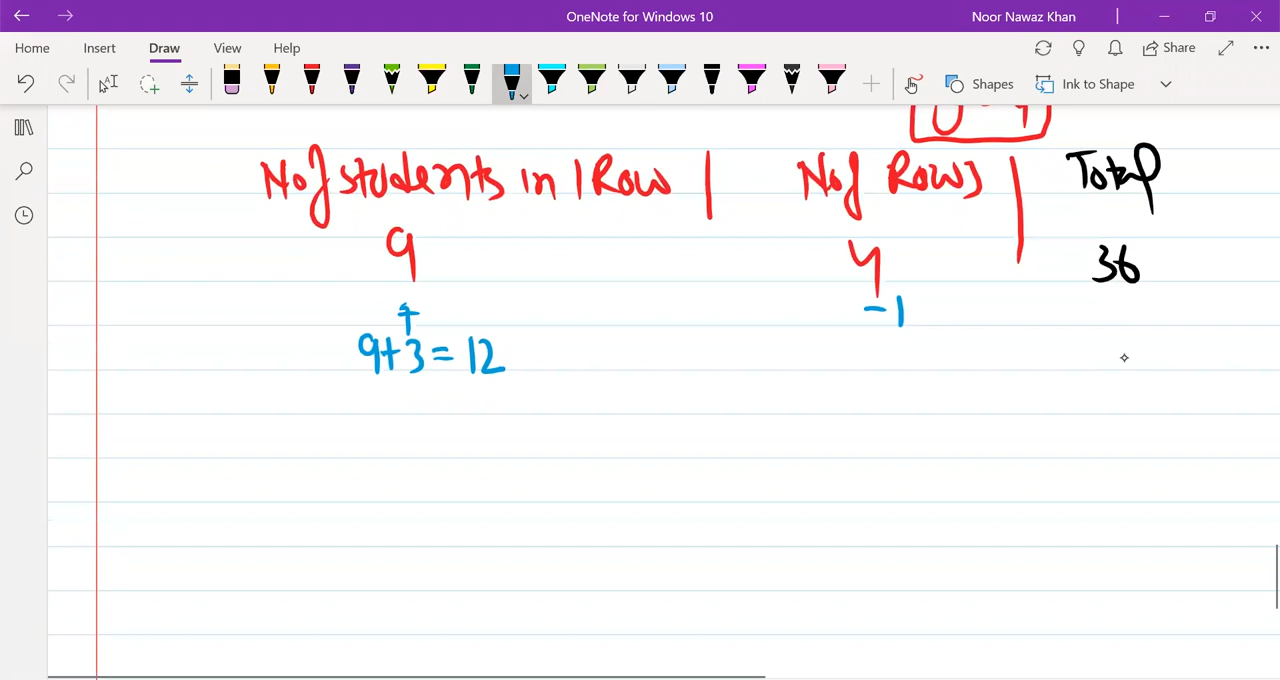 OneNote for Windows 10
Noor Nawaz Khan
Home Insert Draw View Help
Share
Shapes
Ink to Shape
No of students in 1 Row | No of Rows | Total
9 4 36
+ -1
9+3=12